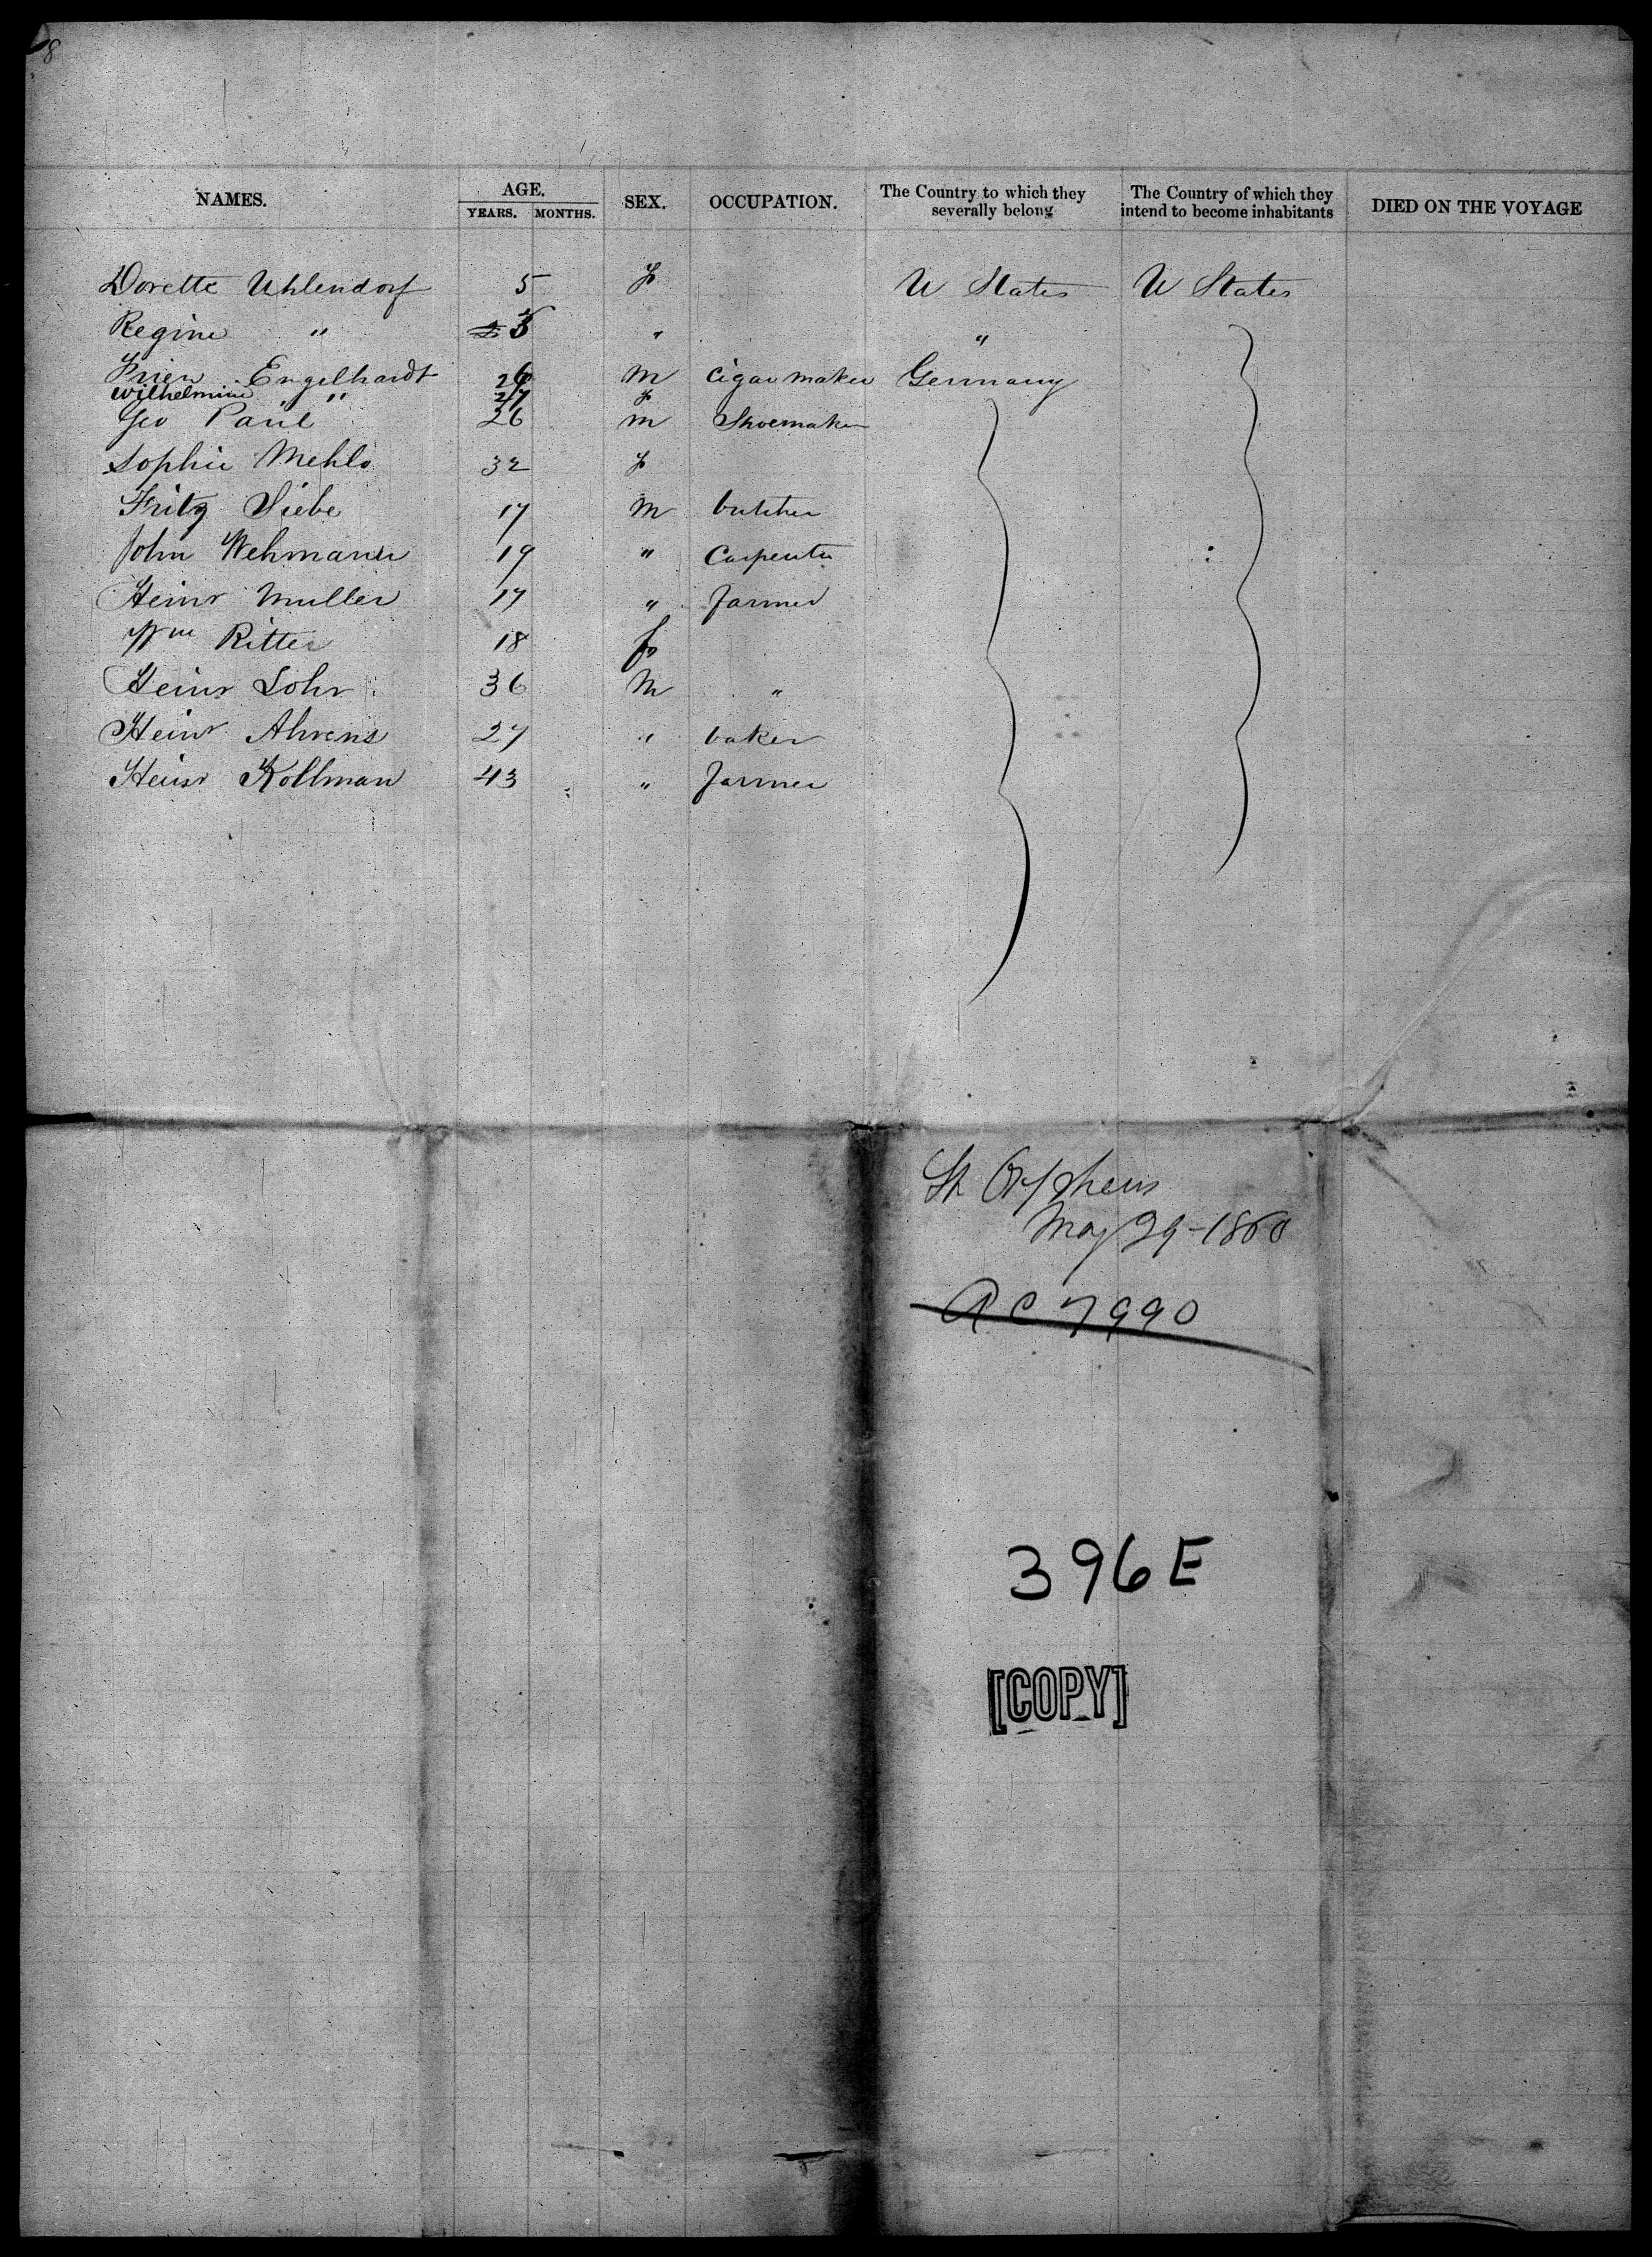 8
NAMES. AGE. SEX. OCCUPATION. The Country to which they severally belong The Country of which they intend to become inhabitants DIED ON THE VOYAGE
YEARS. MONTHS.
Dorette Uhlendorf 5 f U States U States
Regine " 3 " "
Engelhardt 26 m Cigar maker Germany
Wilhelmine " 27 f
Geo Paul 26 m Shoemaker
Sophie Mehls 32 f
Fritz Siebe 17 m butcher
John Wehmann 19 " Carpenter
Heinr Muller 17 " farmer
Wm Ritter 18 f
Heinr Lohr 36 m "
Heinr Ahrens 27 " baker
Heinr Kollman 43 " farmer
St Orpheus
May 29-1860
AC 7990
396E
[COPY]